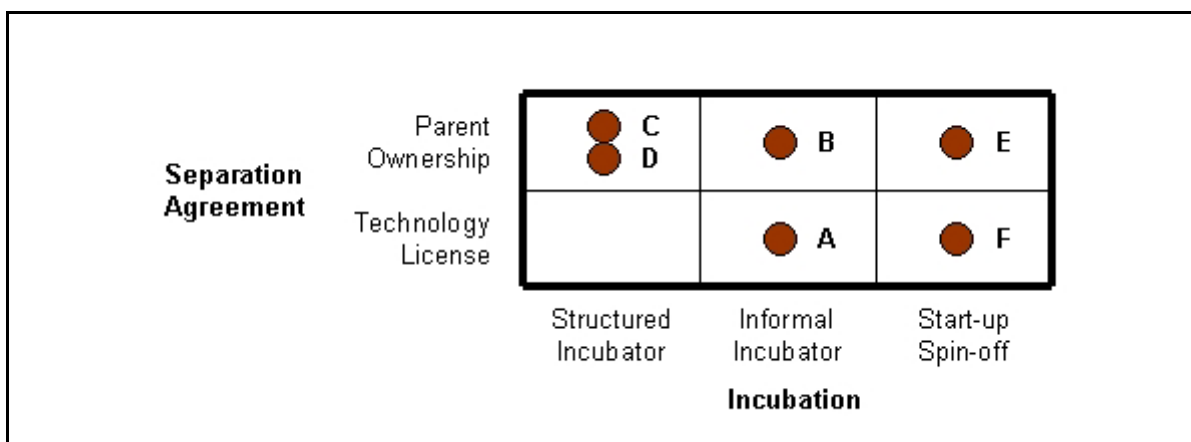 Parent
Ownership
C
D
B
E
Separation
Agreement
Technology
License
A
F
Structured
Incubator
Informal
Incubator
Start-up
Spin-off
Incubation